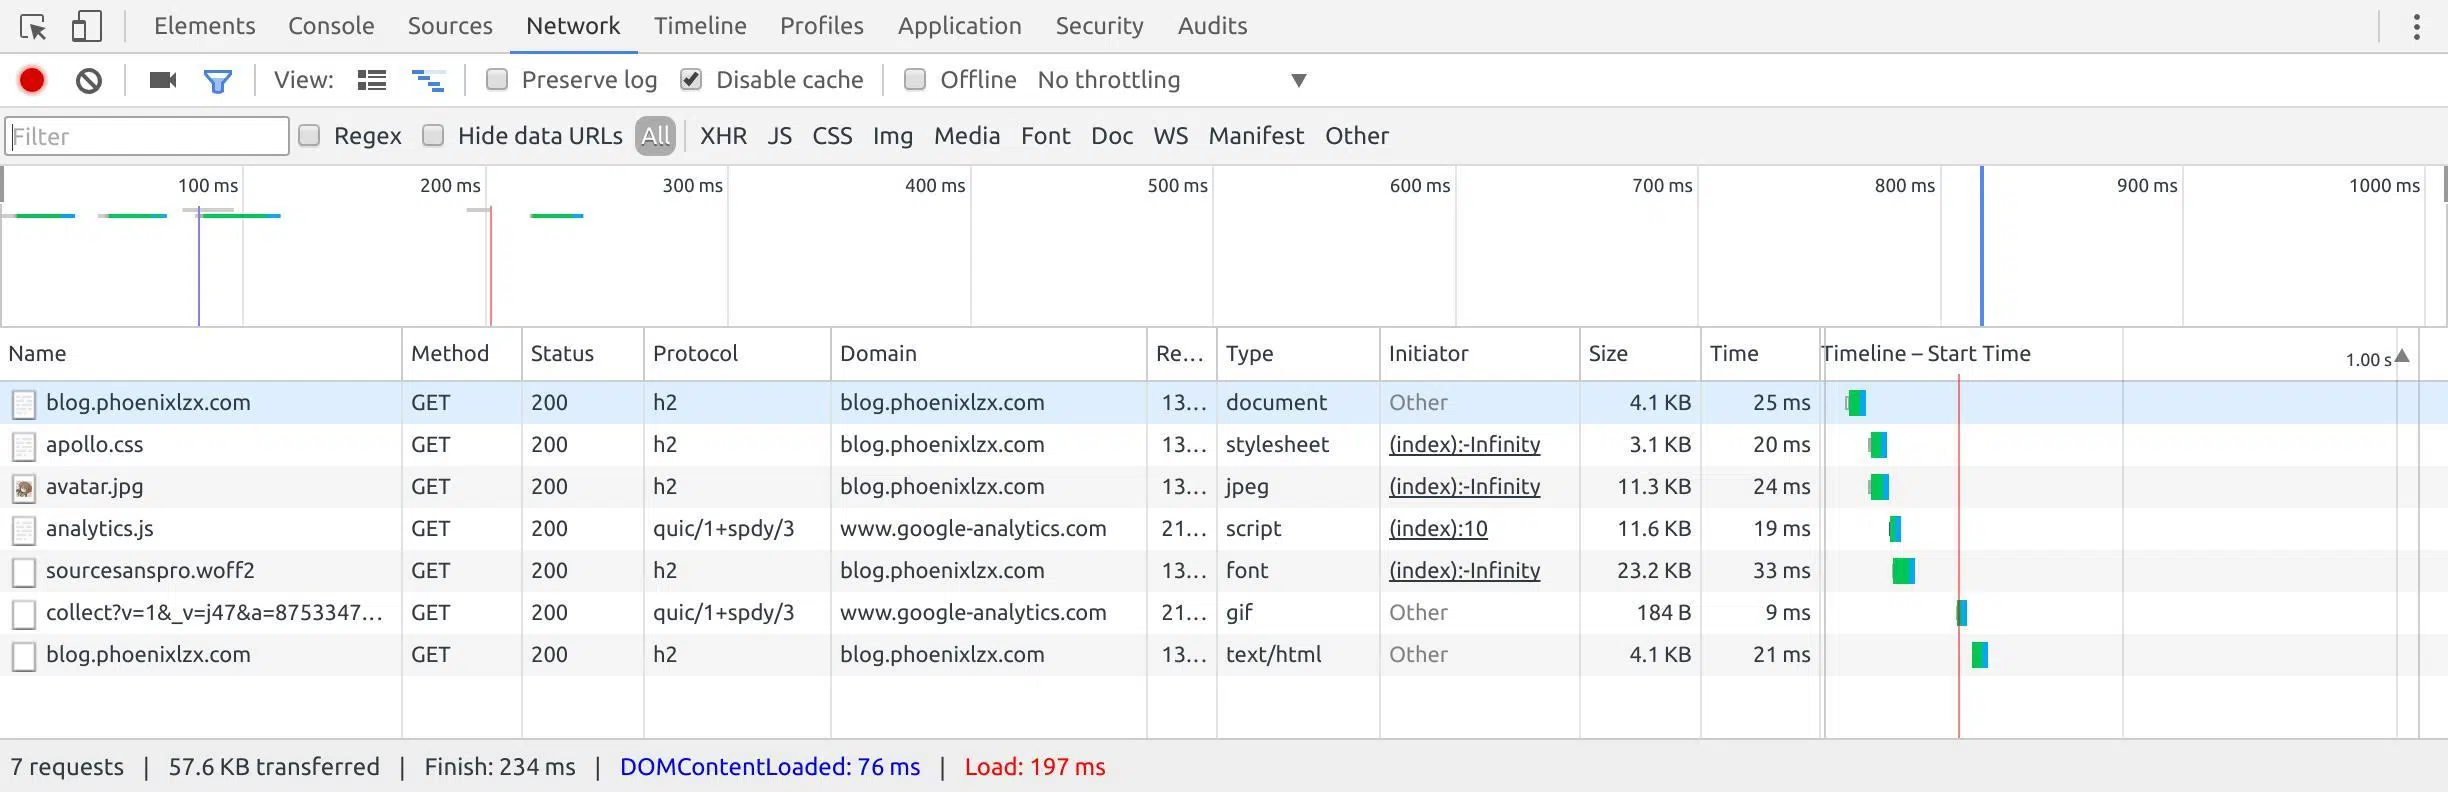 Elements Console Sources Network Timeline Profiles Application Security Audits
View: Preserve log Disable cache Offline No throttling
Filter Regex Hide data URLs All XHR JS CSS Img Media Font Doc WS Manifest Other
100 ms 200 ms 300 ms 400 ms 500 ms 600 ms 700 ms 800 ms 900 ms 1000 ms
Name Method Status Protocol Domain Re... Type Initiator Size Time Timeline – Start Time 1.00 s
blog.phoenixlzx.com GET 200 h2 blog.phoenixlzx.com 13... document Other 4.1 KB 25 ms
apollo.css GET 200 h2 blog.phoenixlzx.com 13... stylesheet (index):-Infinity 3.1 KB 20 ms
avatar.jpg GET 200 h2 blog.phoenixlzx.com 13... jpeg (index):-Infinity 11.3 KB 24 ms
analytics.js GET 200 quic/1+spdy/3 www.google-analytics.com 21... script (index):10 11.6 KB 19 ms
sourcesanspro.woff2 GET 200 h2 blog.phoenixlzx.com 13... font (index):-Infinity 23.2 KB 33 ms
collect?v=1&_v=j47&a=8753347... GET 200 quic/1+spdy/3 www.google-analytics.com 21... gif Other 184 B 9 ms
blog.phoenixlzx.com GET 200 h2 blog.phoenixlzx.com 13... text/html Other 4.1 KB 21 ms
7 requests | 57.6 KB transferred | Finish: 234 ms | DOMContentLoaded: 76 ms | Load: 197 ms